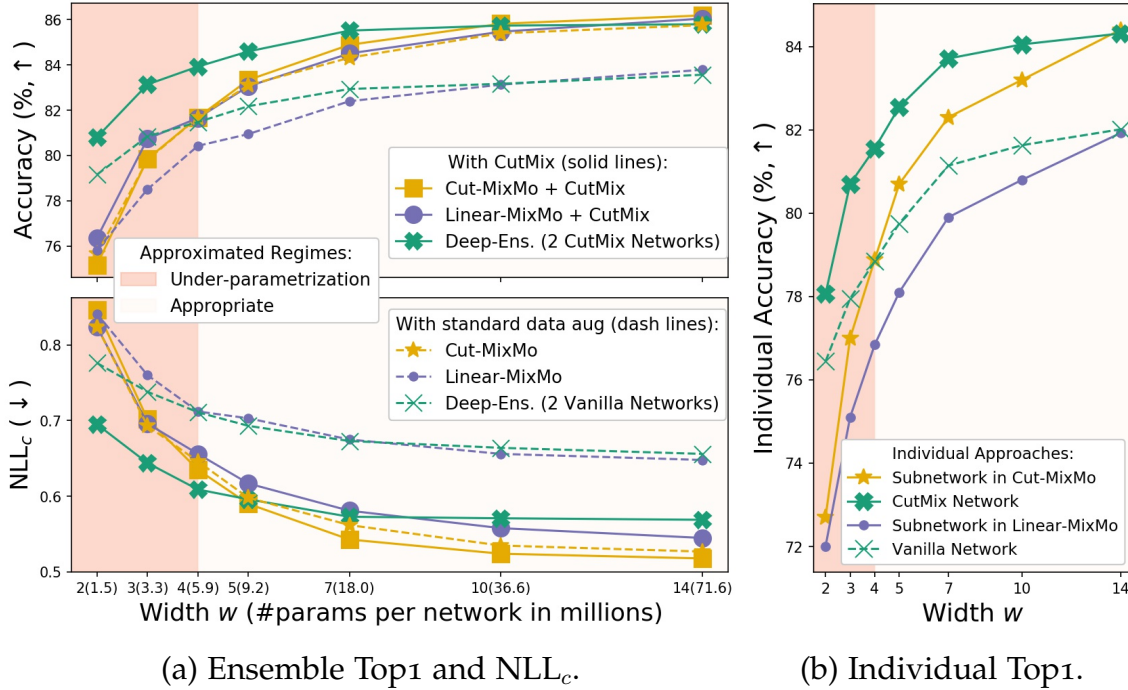 86
84
82
80
78
76
Accuracy (%, ↑)
With CutMix (solid lines):
Cut-MixMo + CutMix
Linear-MixMo + CutMix
Deep-Ens. (2 CutMix Networks)
Approximated Regimes:
Under-parametrization
Appropriate
0.8
0.7
0.6
0.5
NLLc (↓)
With standard data aug (dash lines):
Cut-MixMo
Linear-MixMo
Deep-Ens. (2 Vanilla Networks)
2(1.5) 3(3.3) 4(5.9) 5(9.2) 7(18.0) 10(36.6) 14(71.6)
Width w (#params per network in millions)
(a) Ensemble Top1 and NLLc.
84
82
80
78
76
74
72
Individual Accuracy (%, ↑)
Individual Approaches:
Subnetwork in Cut-MixMo
CutMix Network
Subnetwork in Linear-MixMo
Vanilla Network
2 3 4 5 7 10 14
Width w
(b) Individual Top1.